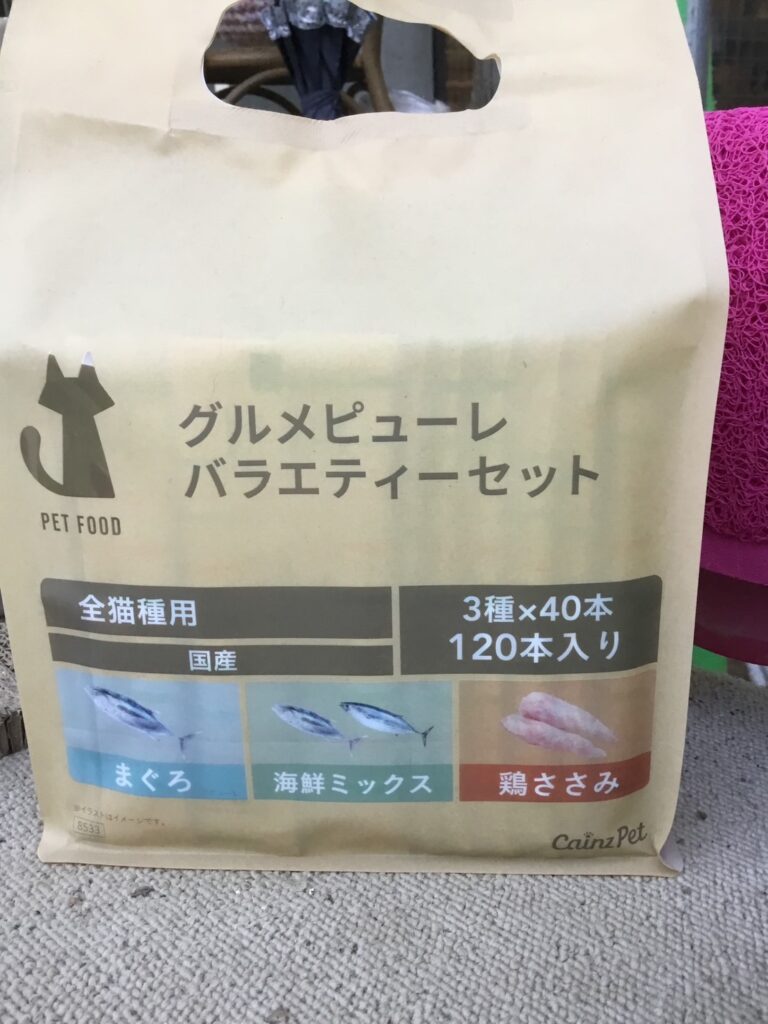 グルメピューレ
バラエティーセット
PET FOOD
全猫種用
国産
3種×40本
120本入り
まぐろ
海鮮ミックス
鶏ささみ
※イラストはイメージです。
8533
CainzPet